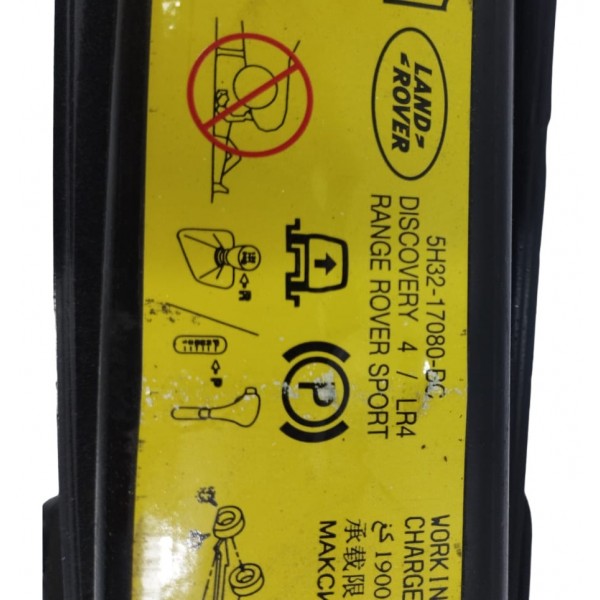 LAND
ROVER
5H32-17080-BC
DISCOVERY 4 / LR4
RANGE ROVER SPORT
R
P
P
WORKIN
CHARGE
1900
承载限
МАКСИ